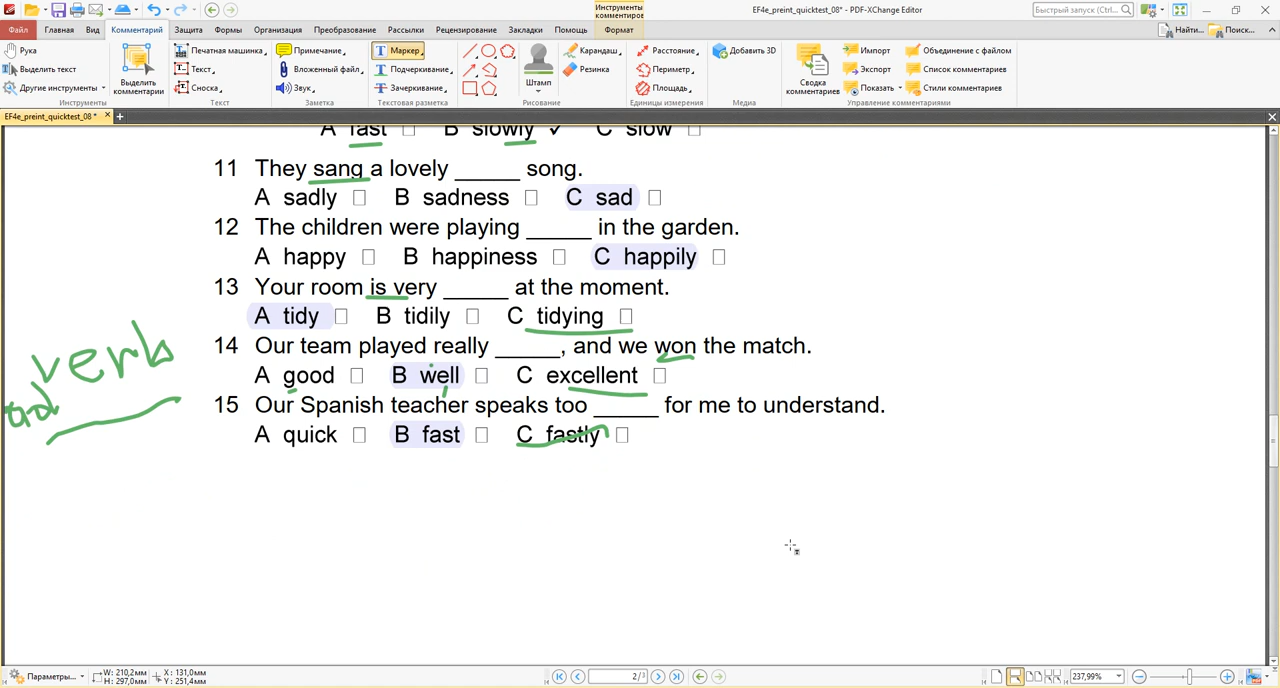 Инструменты комментиров
EF4e_preint_quicktest_08* - PDF-XChange Editor
Быстрый запуск (Ctrl...
Файл Главная Вид Комментарий Защита Формы Организация Преобразование Рассылки Рецензирование Закладки Помощь Формат Найти... Поиск...
Рука
Выделить текст
Другие инструменты
Инструменты
Выделить комментарии
Печатная машинка
Текст
Сноска
Текст
Примечание
Вложенный файл
Звук
Заметка
Маркер
Подчеркивание
Зачеркивание
Текстовая разметка
Штамп
Карандаш
Резинка
Рисование
Расстояние
Периметр
Площадь
Единицы измерения
Добавить 3D
Медиа
Сводка комментариев
Импорт
Экспорт
Показать
Объединение с файлом
Список комментариев
Стили комментариев
Управление комментариями
EF4e_preint_quicktest_08 *
A fast B slowly ✓ C slow
11 They sang a lovely ______ song.
A sadly B sadness C sad
12 The children were playing ______ in the garden.
A happy B happiness C happily
13 Your room is very ______ at the moment.
A tidy B tidily C tidying
14 Our team played really ______, and we won the match.
A good B well C excellent
15 Our Spanish teacher speaks too ______ for me to understand.
A quick B fast C fastly
verb
Параметры...
W: 210,2мм
H: 297,0мм
X: 131,0мм
Y: 251,4мм
2/
237,99%